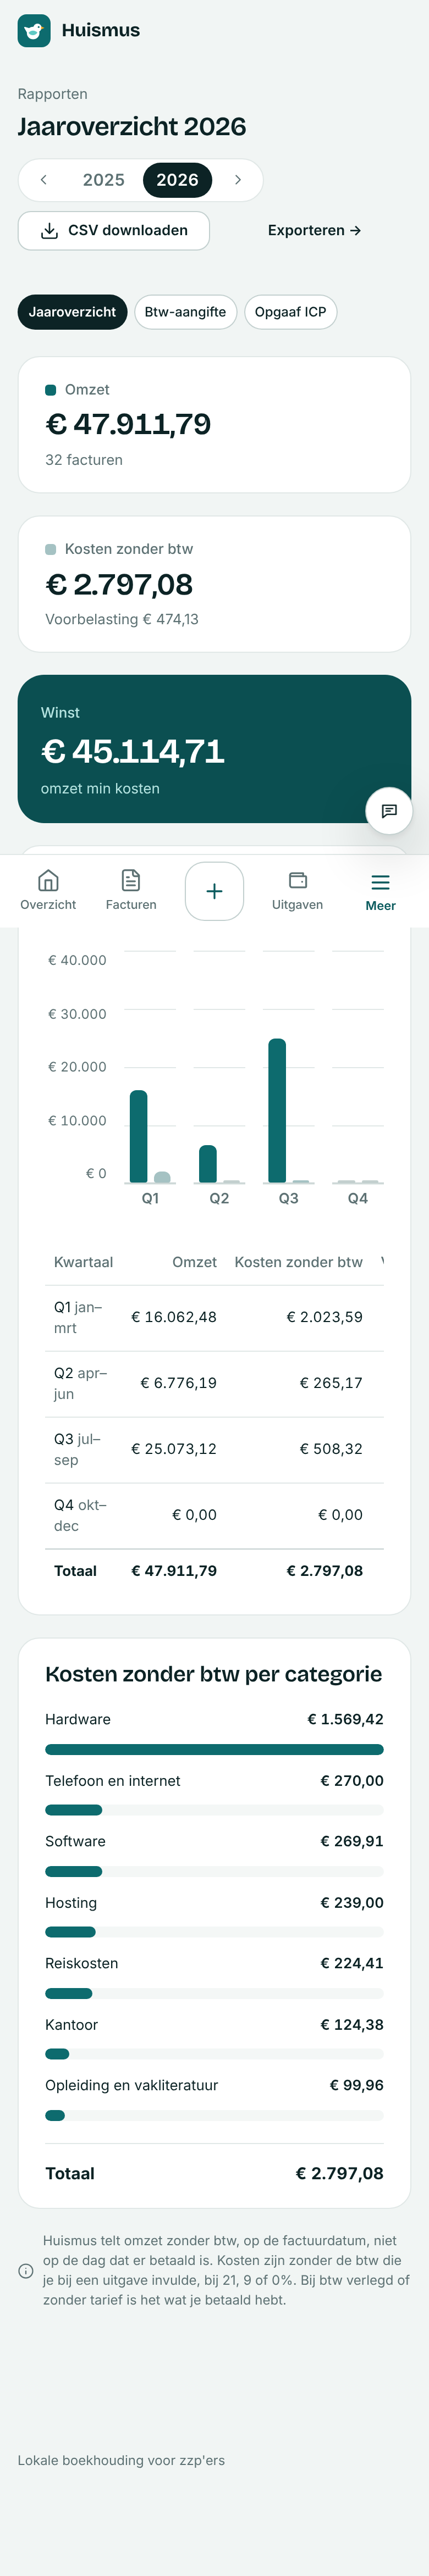 Huismus
Rapporten
Jaaroverzicht 2026
2025 2026
CSV downloaden Exporteren →
Jaaroverzicht Btw-aangifte Opgaaf ICP
Omzet
€ 47.911,79
32 facturen
Kosten zonder btw
€ 2.797,08
Voorbelasting € 474,13
Winst
€ 45.114,71
omzet min kosten
Overzicht Facturen Uitgaven Meer
€ 40.000
€ 30.000
€ 20.000
€ 10.000
€ 0
Q1 Q2 Q3 Q4
Kwartaal Omzet Kosten zonder btw
Q1 jan–
mrt € 16.062,48 € 2.023,59
Q2 apr–
jun € 6.776,19 € 265,17
Q3 jul–
sep € 25.073,12 € 508,32
Q4 okt–
dec € 0,00 € 0,00
Totaal € 47.911,79 € 2.797,08
Kosten zonder btw per categorie
Hardware € 1.569,42
Telefoon en internet € 270,00
Software € 269,91
Hosting € 239,00
Reiskosten € 224,41
Kantoor € 124,38
Opleiding en vakliteratuur € 99,96
Totaal € 2.797,08
Huismus telt omzet zonder btw, op de factuurdatum, niet
op de dag dat er betaald is. Kosten zijn zonder de btw die
je bij een uitgave invulde, bij 21, 9 of 0%. Bij btw verlegd of
zonder tarief is het wat je betaald hebt.
Lokale boekhouding voor zzp'ers